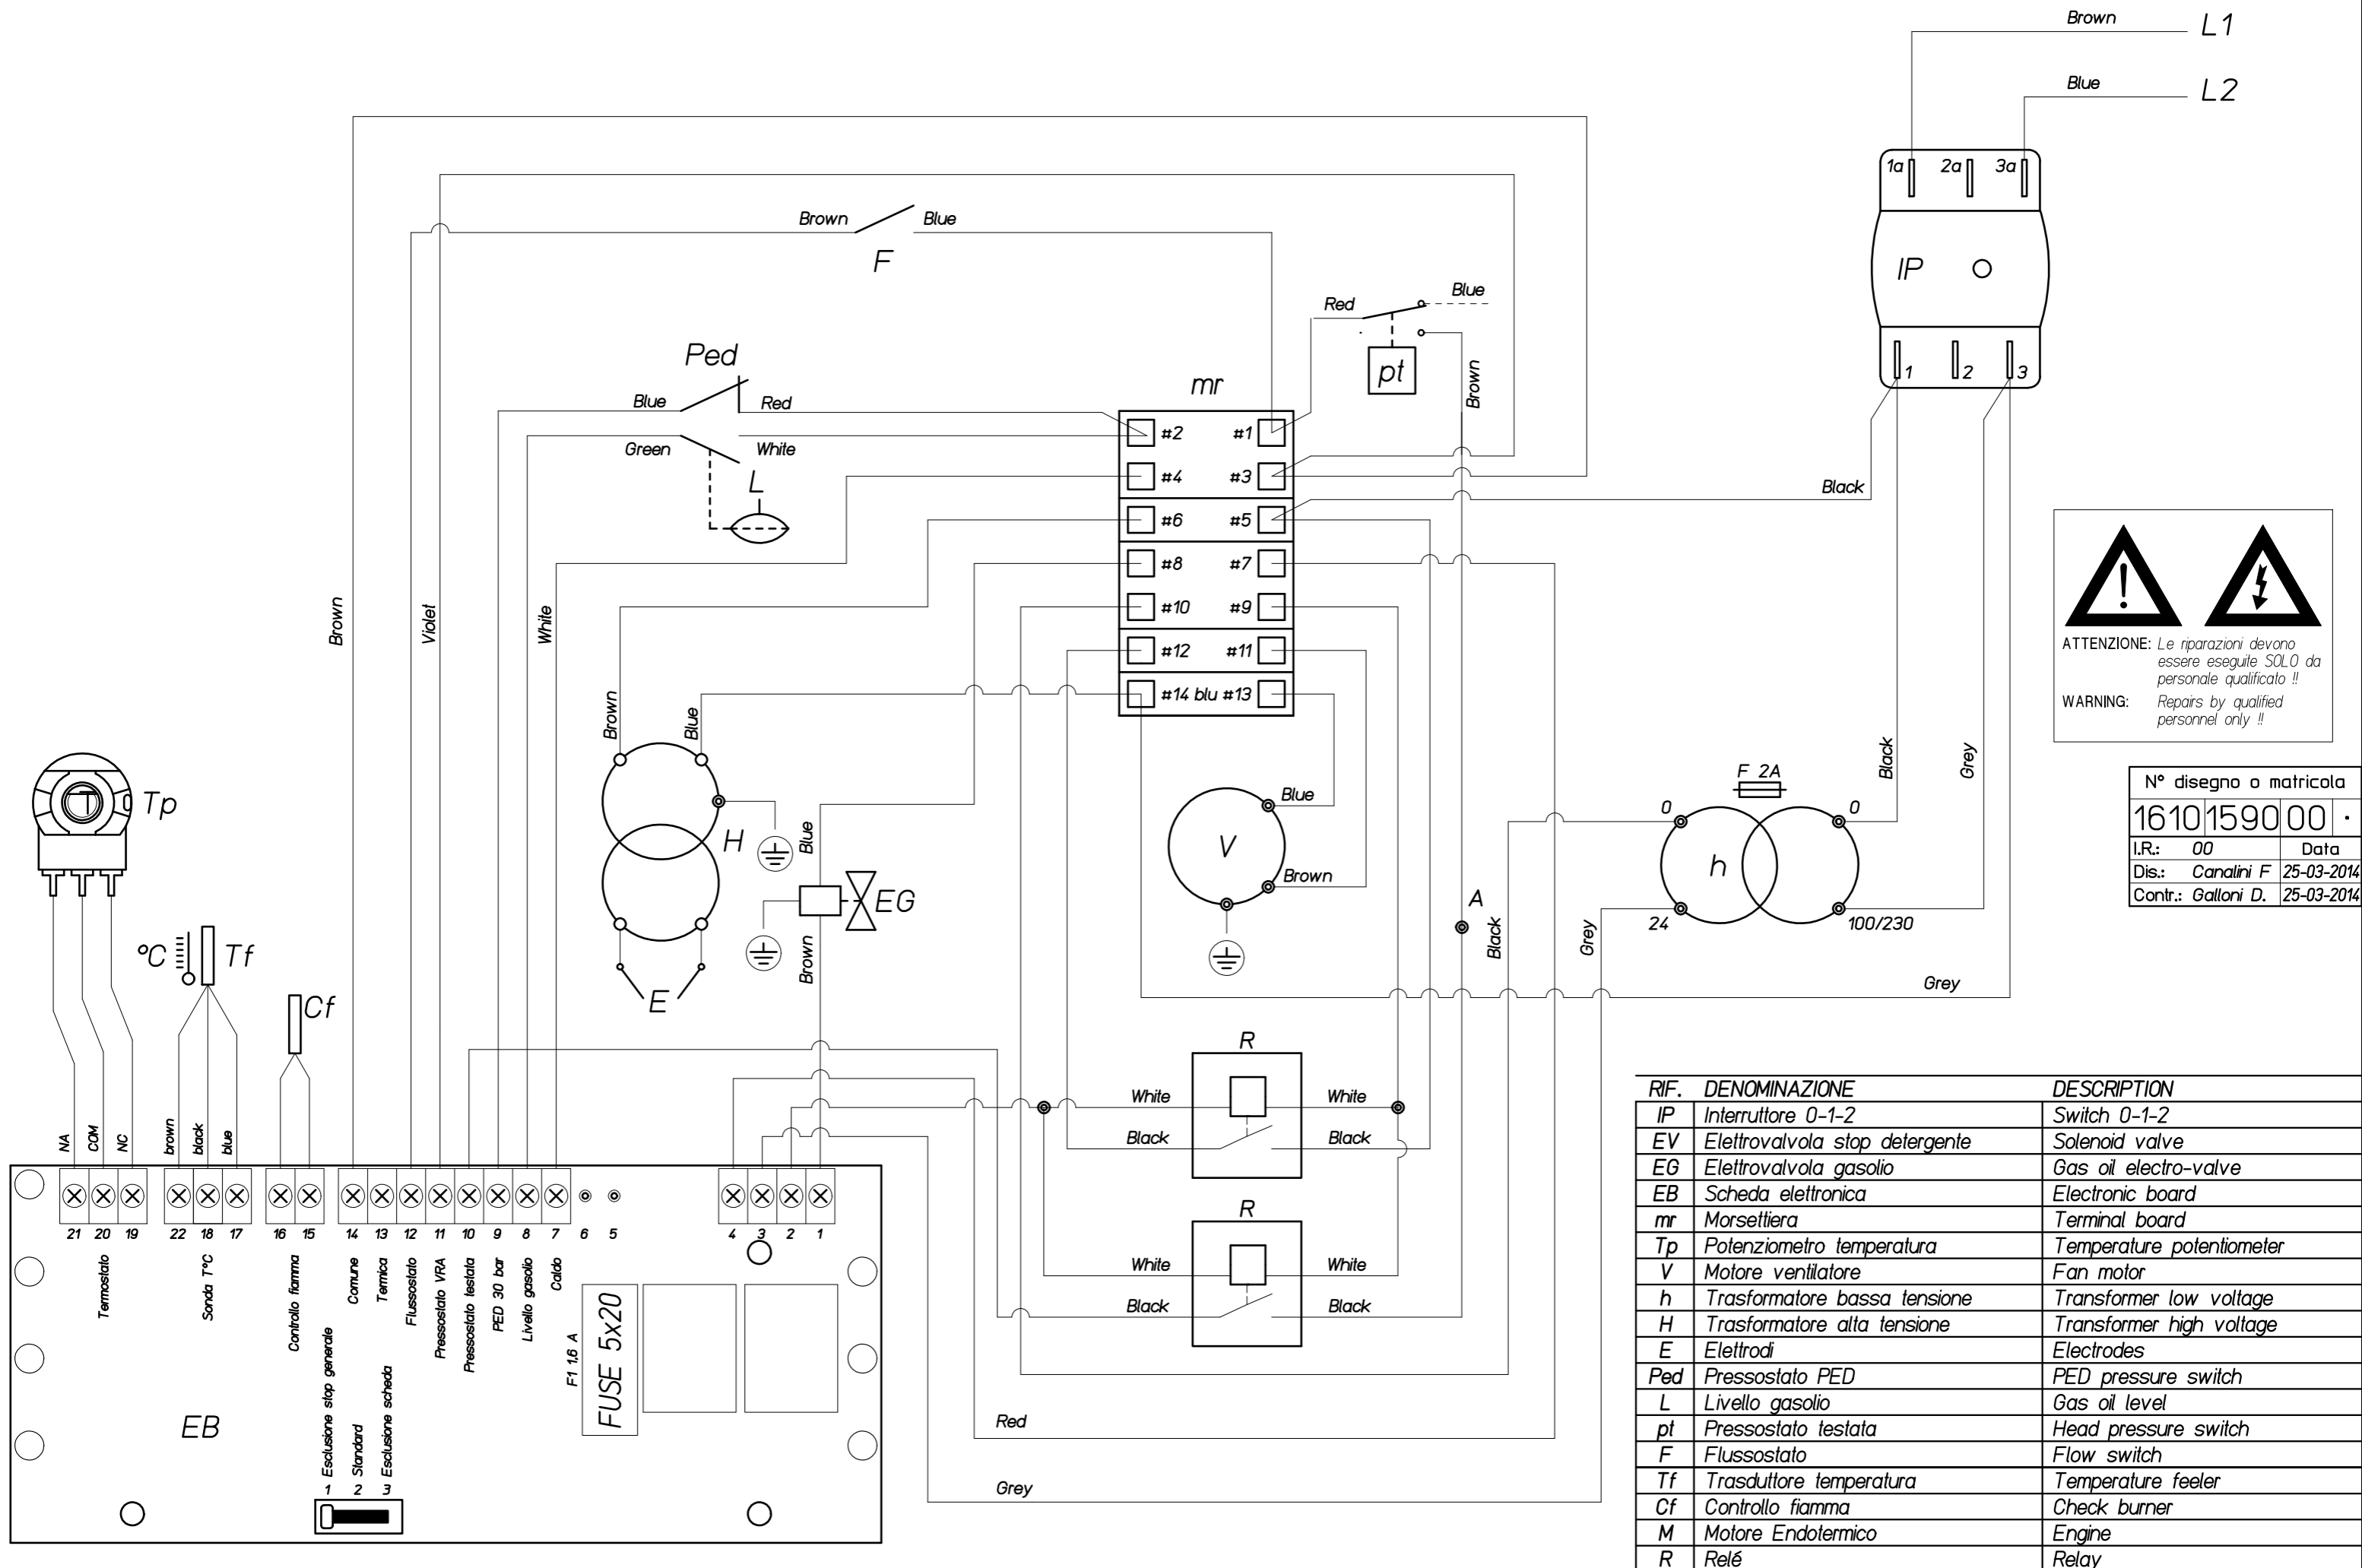 Brown L1
Blue L2
1a 2a 3a
IP
1 2 3
Brown Blue
F
Red Blue
pt
Brown
Ped
Blue Red
Green White
L
mr
#2 #1
#4 #3
#6 #5
#8 #7
#10 #9
#12 #11
#14 blu #13
Black
Brown
Violet
White
Brown
Blue
H
E
Blue
EG
Brown
V
Blue
Brown
A
Black
Grey
F 2A
0 0
h
24 100/230
Black
Grey
Grey
ATTENZIONE: Le riparazioni devono
essere eseguite SOLO da
personale qualificato !!
WARNING: Repairs by qualified
personnel only !!
N° disegno o matricola
1610 1590 00 ·
I.R.: 00 Data
Dis.: Canalini F 25-03-2014
Contr.: Galloni D. 25-03-2014
Tp
°C Tf
Cf
NA
COM
NC
brown
black
blue
R
White White
Black Black
R
White White
Black Black
Red
Grey
21 20 19 22 18 17 16 15 14 13 12 11 10 9 8 7 6 5 4 3 2 1
Termostato
Sonda T°C
Controllo fiamma
Comune
Termica
Flussostato
Pressostato VRA
Pressostato testata
PED 30 bar
Livello gasolio
Caldo
F1 1,6 A
FUSE 5x20
EB
Esclusione stop generale
Standard
Esclusione scheda
1 2 3
RIF. DENOMINAZIONE DESCRIPTION
IP Interruttore 0-1-2 Switch 0-1-2
EV Elettrovalvola stop detergente Solenoid valve
EG Elettrovalvola gasolio Gas oil electro-valve
EB Scheda elettronica Electronic board
mr Morsettiera Terminal board
Tp Potenziometro temperatura Temperature potentiometer
V Motore ventilatore Fan motor
h Trasformatore bassa tensione Transformer low voltage
H Trasformatore alta tensione Transformer high voltage
E Elettrodi Electrodes
Ped Pressostato PED PED pressure switch
L Livello gasolio Gas oil level
pt Pressostato testata Head pressure switch
F Flussostato Flow switch
Tf Trasduttore temperatura Temperature feeler
Cf Controllo fiamma Check burner
M Motore Endotermico Engine
R Relé Relay